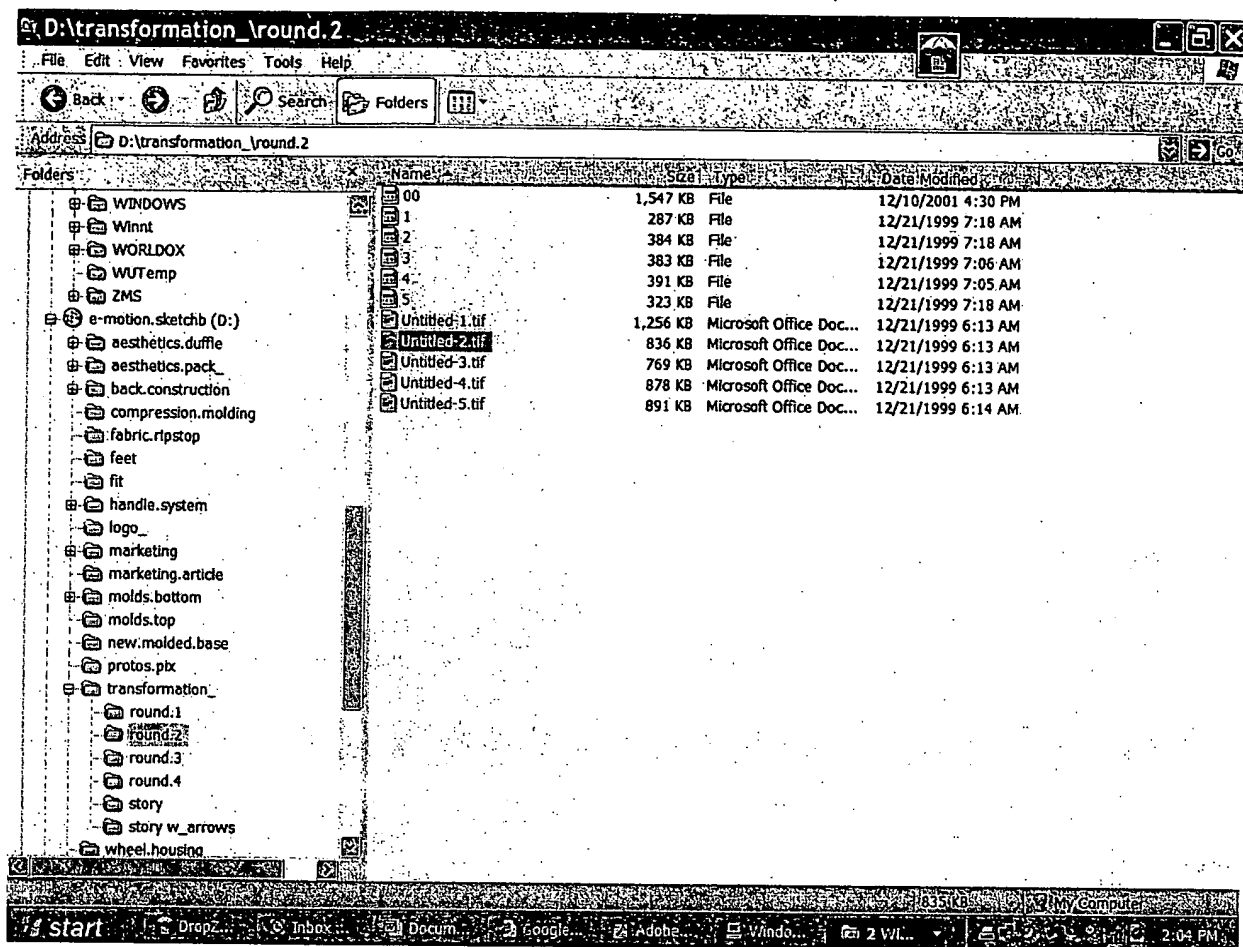 D:\transformation_\round.2
File Edit View Favorites Tools Help
Back Search Folders
Address D:\transformation_\round.2 Go
Folders
WINDOWS
Winnt
WORLDOX
WUTemp
ZMS
e-motion.sketchb (D:)
aesthetics.duffle
aesthetics.pack_
back.construction
compression.molding
fabric.ripstop
feet
fit
handle.system
logo_
marketing
marketing.article
molds.bottom
molds.top
new.molded.base
protos.pix
transformation_
round.1
round.2
round.3
round.4
story
story w_arrows
wheel.housing
Name Size Type Date Modified
00 1,547 KB File 12/10/2001 4:30 PM
1 287 KB File 12/21/1999 7:18 AM
2 384 KB File 12/21/1999 7:18 AM
3 383 KB File 12/21/1999 7:06 AM
4 391 KB File 12/21/1999 7:05 AM
5 323 KB File 12/21/1999 7:18 AM
Untitled-1.tif 1,256 KB Microsoft Office Doc... 12/21/1999 6:13 AM
Untitled-2.tif 836 KB Microsoft Office Doc... 12/21/1999 6:13 AM
Untitled-3.tif 769 KB Microsoft Office Doc... 12/21/1999 6:13 AM
Untitled-4.tif 878 KB Microsoft Office Doc... 12/21/1999 6:13 AM
Untitled-5.tif 891 KB Microsoft Office Doc... 12/21/1999 6:14 AM
835 KB My Computer
start Dropz... Inbox... Docum... Google... Adobe... Windo... 2 Wi... 2:04 PM